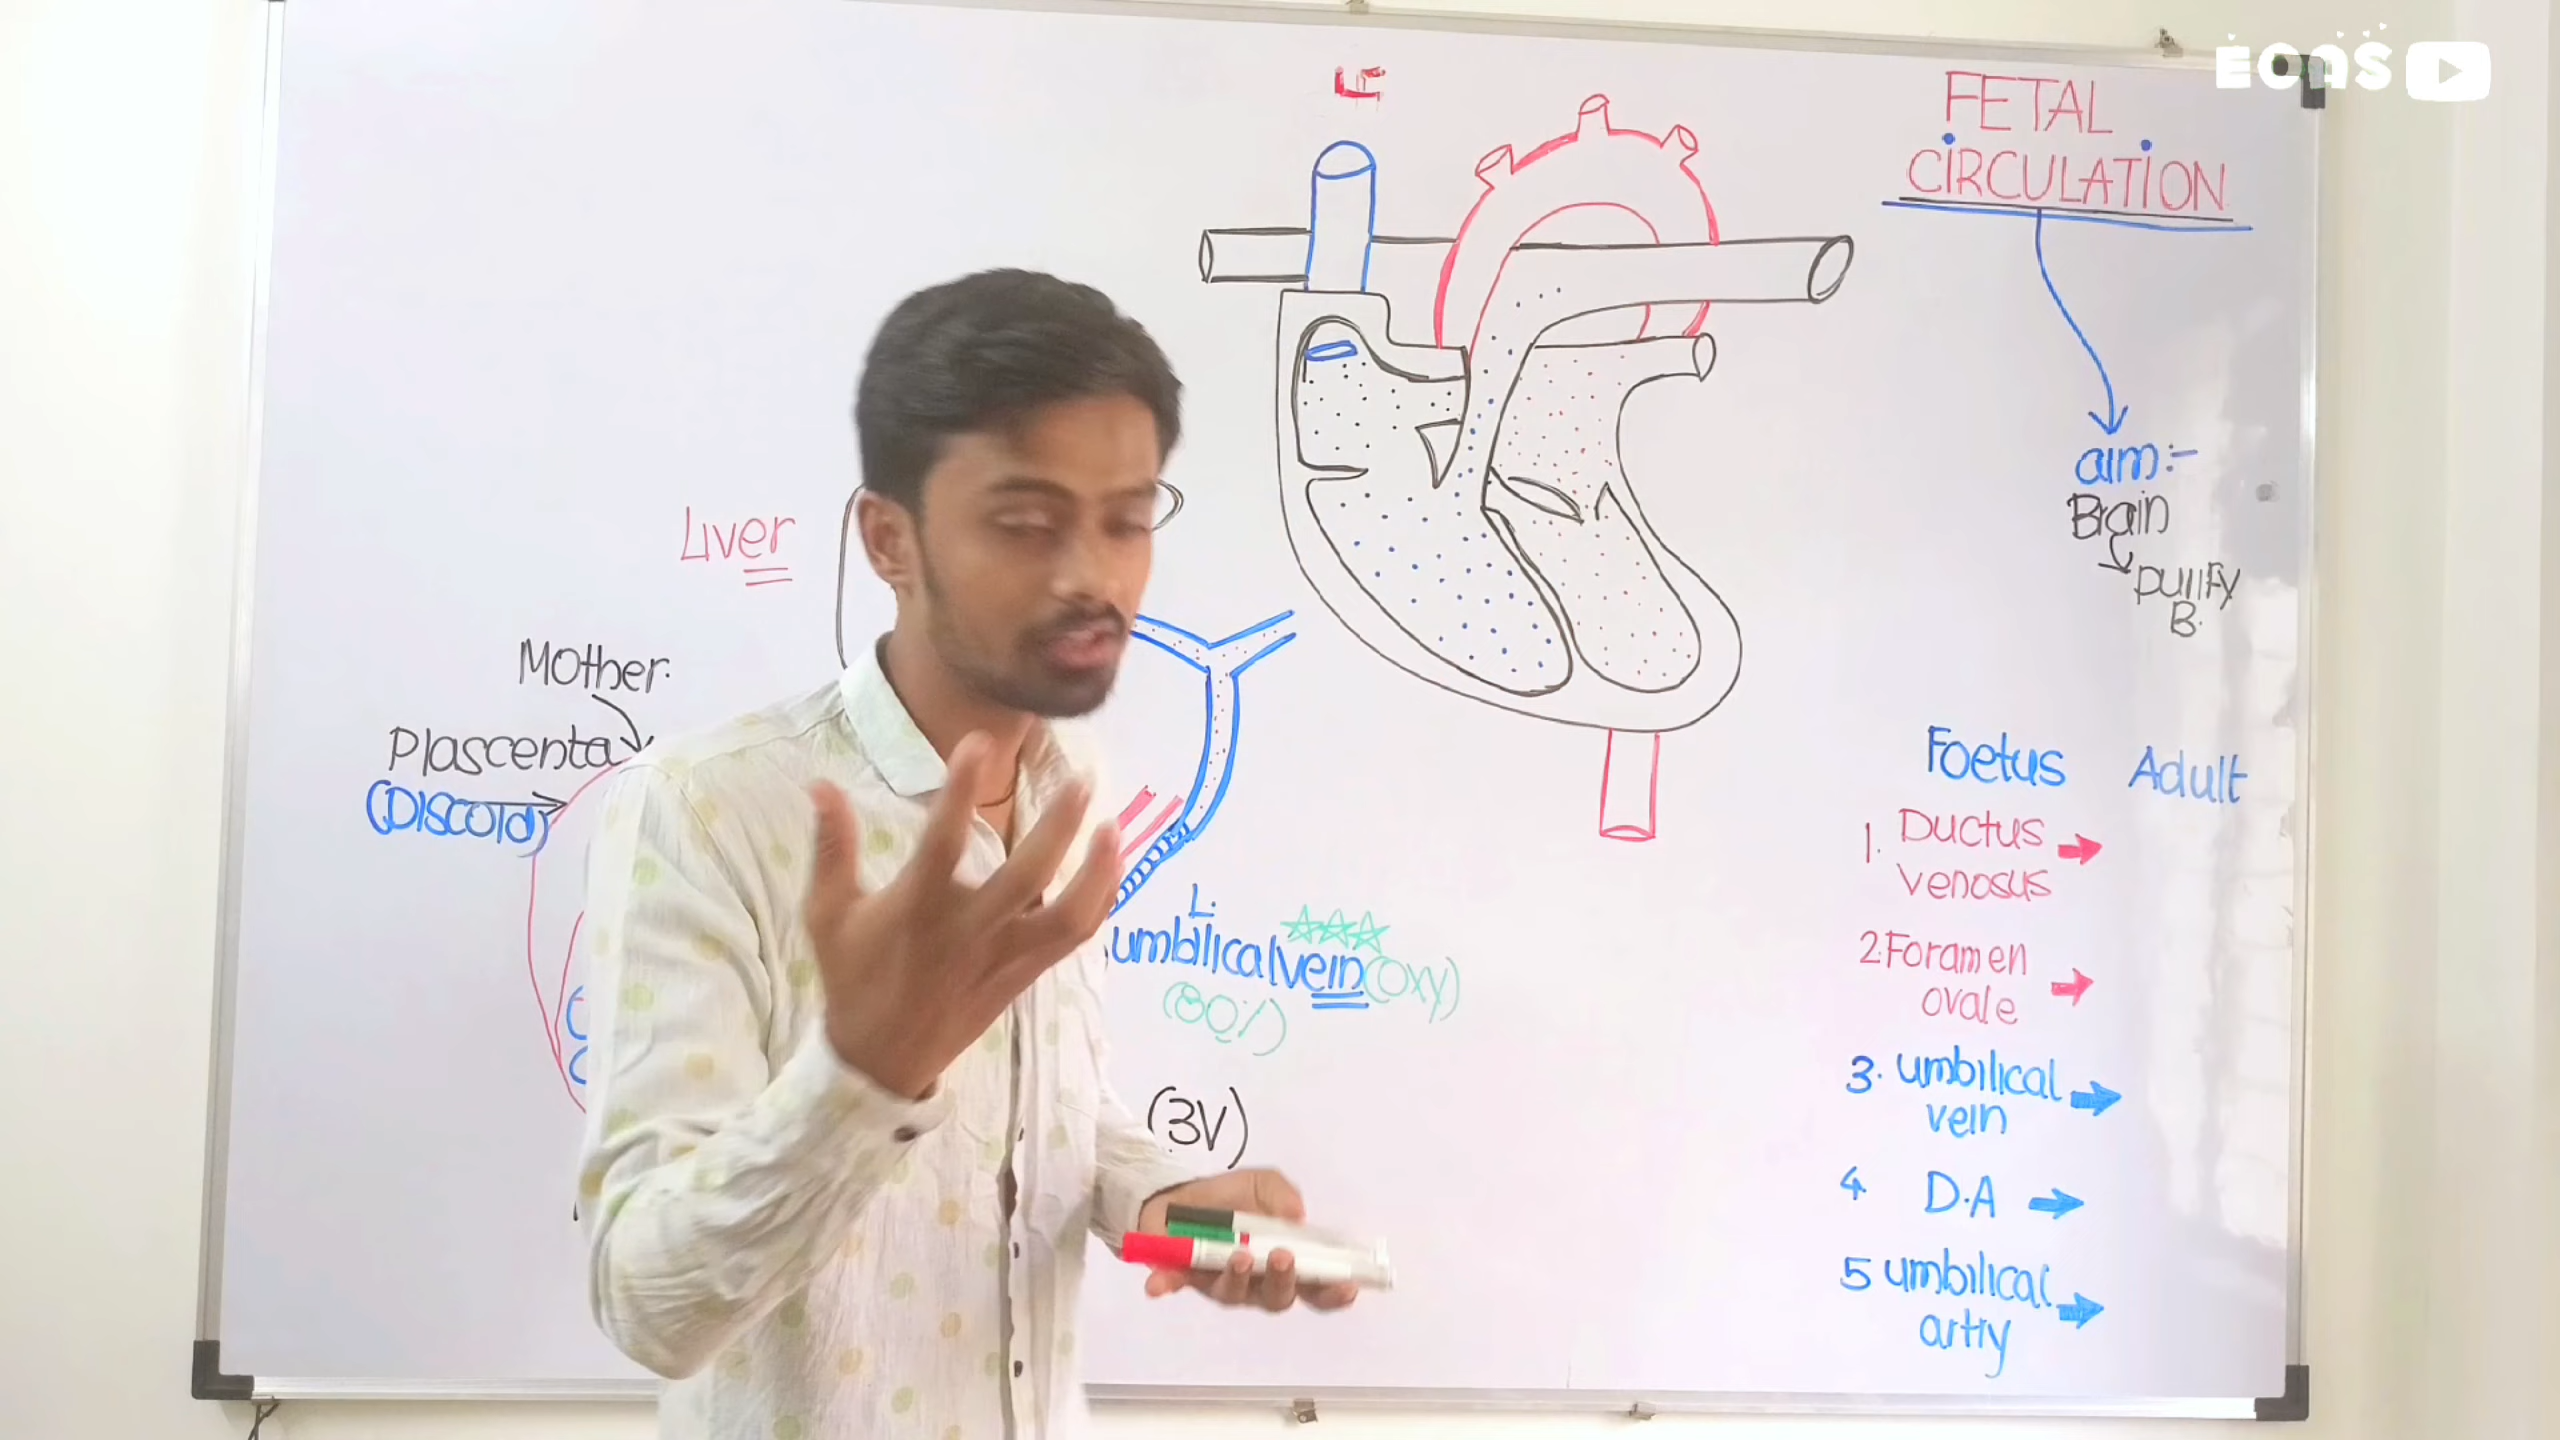 ECAS
FETAL
CIRCULATION
aim:-
Brain
purify
B.
Liver
Mother.
Plascenta
(Discoid)
L.
umbilical vein (oxy)
(80%)
(3V)
Foetus Adult
1. Ductus
venosus
2. Foramen
ovale
3. umbilical
vein
4. D.A
5 umbilical
artry